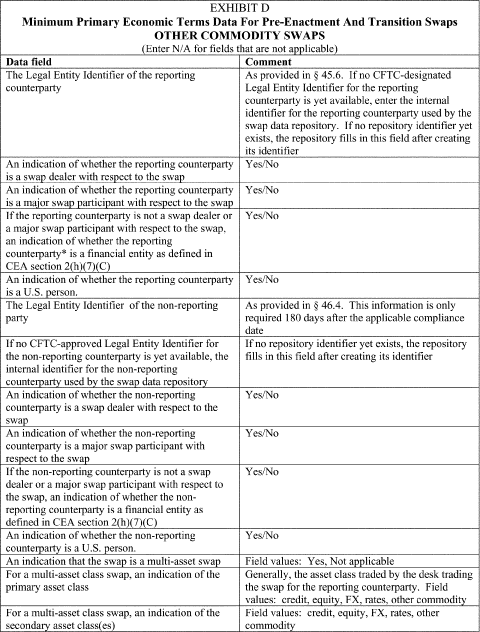 EXHIBIT D
Minimum Primary Economic Terms Data For Pre-Enactment And Transition Swaps
OTHER COMMODITY SWAPS
(Enter N/A for fields that are not applicable)
Data field
Comment
The Legal Entity Identifier of the reporting
counterparty
As provided in § 45.6. If no CFTC-designated
Legal Entity Identifier for the reporting
counterparty is yet available, enter the internal
identifier for the reporting counterparty used by the
swap data repository. If no repository identifier yet
exists, the repository fills in this field after creating
its identifier
An indication of whether the reporting counterparty
is a swap dealer with respect to the swap
Yes/No
An indication of whether the reporting counterparty
is a major swap participant with respect to the swap
Yes/No
If the reporting counterparty is not a swap dealer or
a major swap participant with respect to the swap,
an indication of whether the reporting
counterparty* is a financial entity as defined in
CEA section 2(h)(7)(C)
Yes/No
An indication of whether the reporting counterparty
is a U.S. person.
Yes/No
The Legal Entity Identifier of the non-reporting
party
As provided in § 46.4. This information is only
required 180 days after the applicable compliance
date
If no CFTC-approved Legal Entity Identifier for
the non-reporting counterparty is yet available, the
internal identifier for the non-reporting
counterparty used by the swap data repository
If no repository identifier yet exists, the repository
fills in this field after creating its identifier
An indication of whether the non-reporting
counterparty is a swap dealer with respect to the
swap
Yes/No
An indication of whether the non-reporting
counterparty is a major swap participant with
respect to the swap
Yes/No
If the non-reporting counterparty is not a swap
dealer or a major swap participant with respect to
the swap, an indication of whether the non-
reporting counterparty is a financial entity as
defined in CEA section 2(h)(7)(C)
Yes/No
An indication of whether the non-reporting
counterparty is a U.S. person.
Yes/No
An indication that the swap is a multi-asset swap
Field values: Yes, Not applicable
For a multi-asset class swap, an indication of the
primary asset class
Generally, the asset class traded by the desk trading
the swap for the reporting counterparty. Field
values: credit, equity, FX, rates, other commodity
For a multi-asset class swap, an indication of the
secondary asset class(es)
Field values: credit, equity, FX, rates, other
commodity